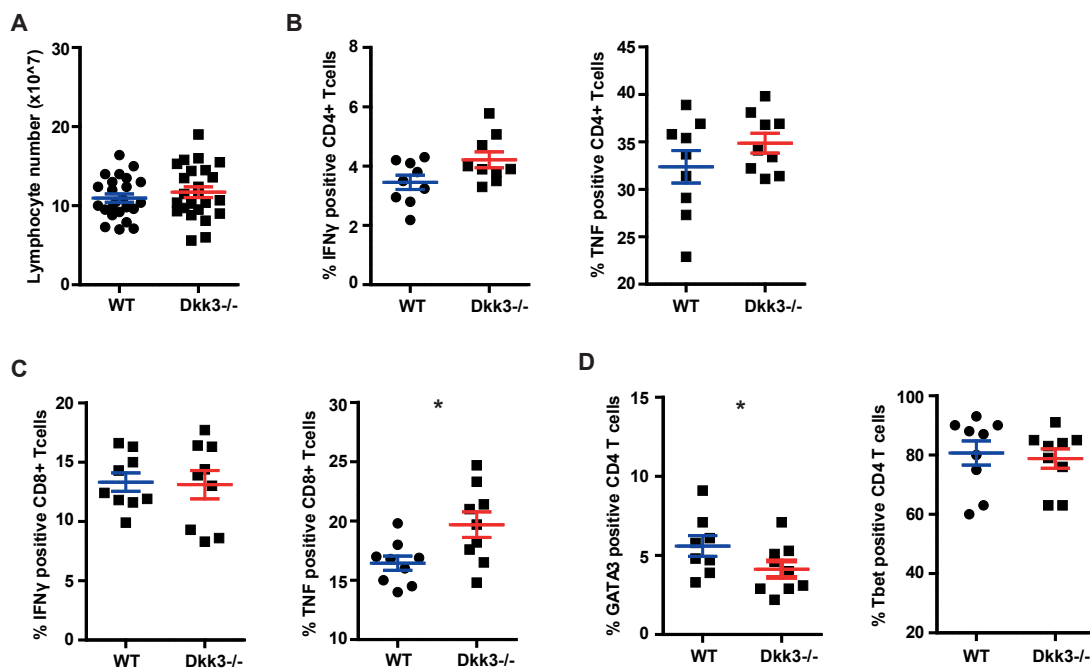 A
Lymphocyte number (x10^7)
30
20
10
0
WT
Dkk3-/-
B
% IFNγ positive CD4+ Tcells
8
6
4
2
0
WT
Dkk3-/-
% TNF positive CD4+ Tcells
45
40
35
30
25
20
WT
Dkk3-/-
C
% IFNγ positive CD8+ Tcells
20
15
10
5
0
WT
Dkk3-/-
% TNF positive CD8+ Tcells
30
25
20
15
10
*
WT
Dkk3-/-
D
% GATA3 positive CD4 T cells
15
10
5
0
*
WT
Dkk3-/-
% Tbet positive CD4 T cells
100
80
60
40
20
WT
Dkk3-/-